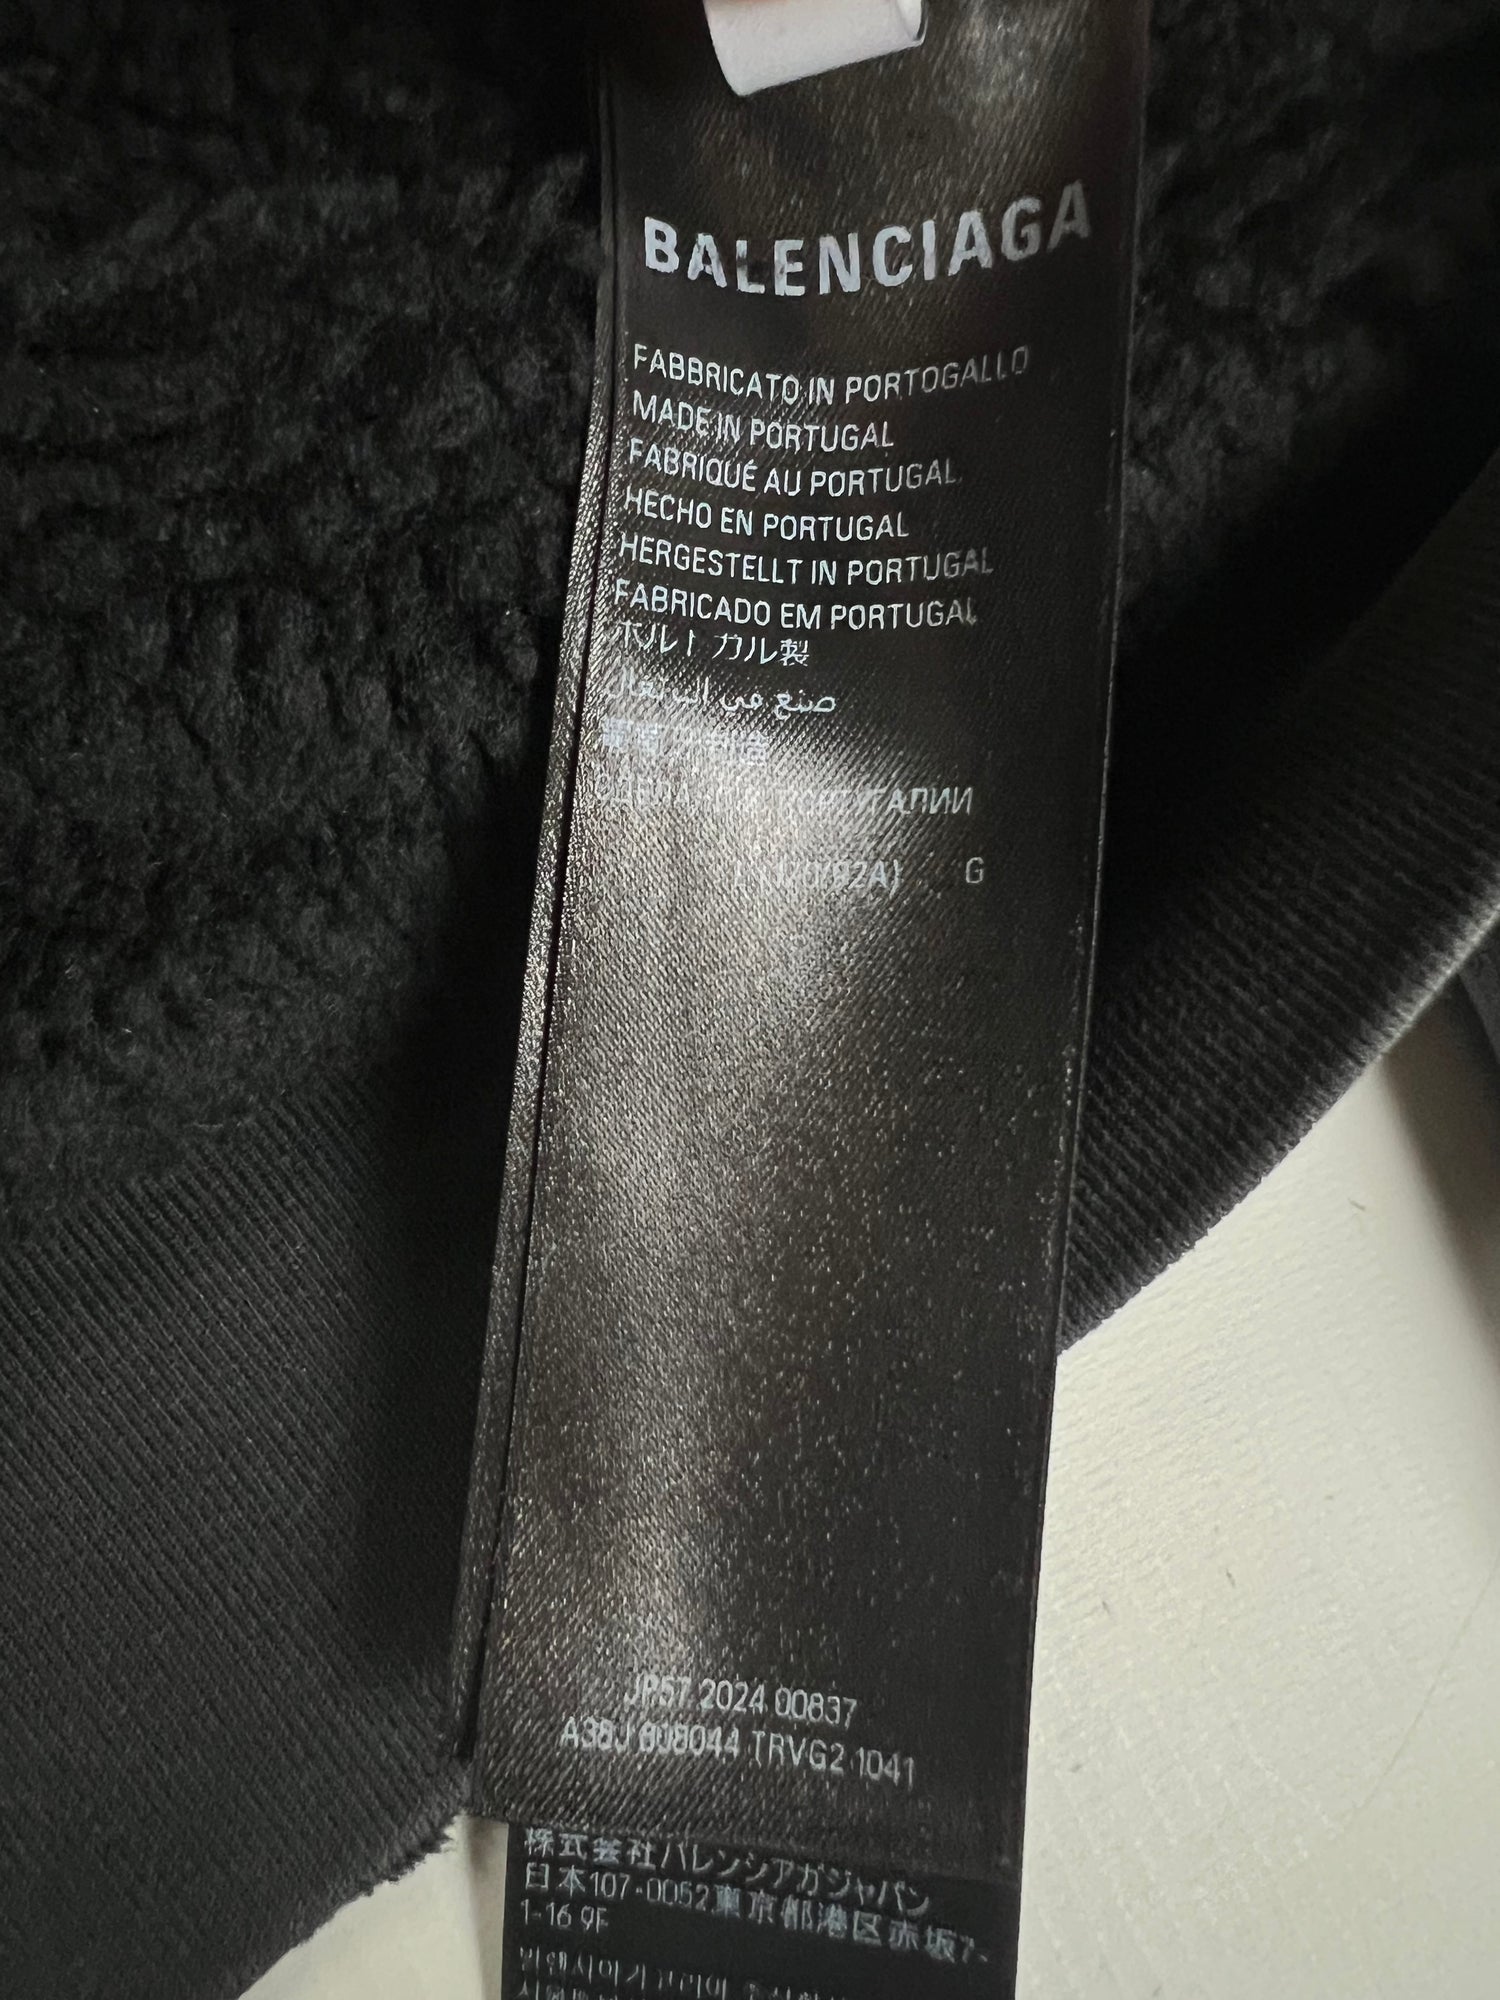 BALENCIAGA
FABBRICATO IN PORTOGALLO
MADE IN PORTUGAL
FABRIQUÉ AU PORTUGAL
HECHO EN PORTUGAL
HERGESTELLT IN PORTUGAL
FABRICADO EM PORTUGAL
ポルトガル製
صنع في البرتغال
ПОРТУГАЛИИ
G
JP57 2024 00837
A38J 808044 TRVG2 1041
株式会社バレンシアガジャパン
日本107-0052東京都港区赤坂7-
1-16 9F